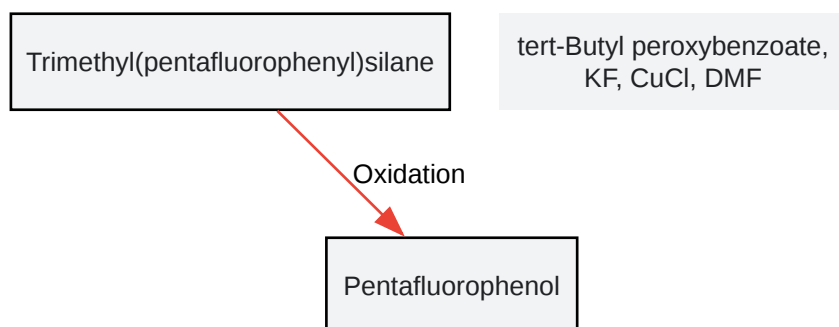 Trimethyl(pentafluorophenyl)silane
tert-Butyl peroxybenzoate,
KF, CuCl, DMF
Oxidation
Pentafluorophenol